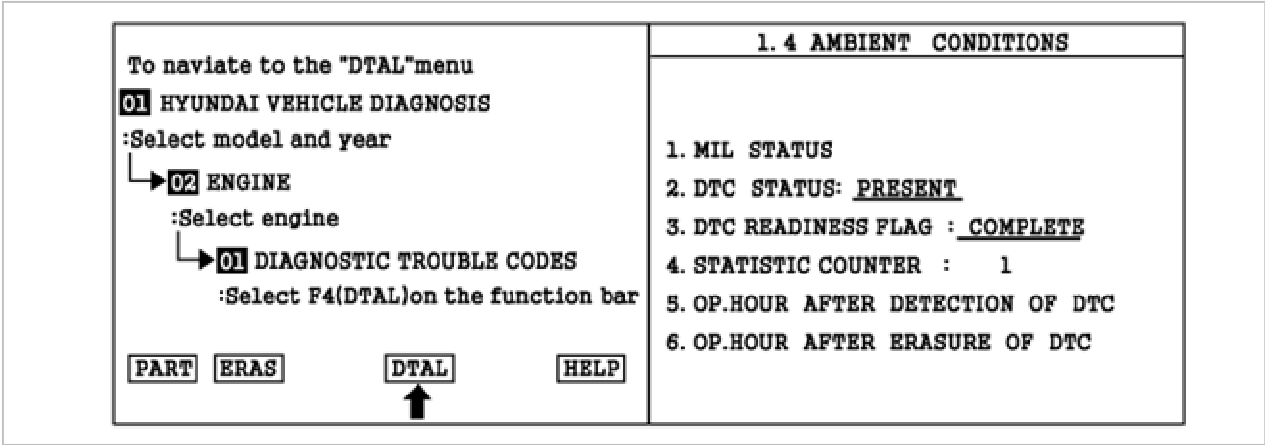 To naviate to the "DTAL"menu
01 HYUNDAI VEHICLE DIAGNOSIS
:Select model and year
02 ENGINE
:Select engine
01 DIAGNOSTIC TROUBLE CODES
:Select F4(DTAL)on the function bar
PART ERAS DTAL HELP
1.4 AMBIENT CONDITIONS
1. MIL STATUS
2. DTC STATUS: PRESENT
3. DTC READINESS FLAG : COMPLETE
4. STATISTIC COUNTER : 1
5. OP.HOUR AFTER DETECTION OF DTC
6. OP.HOUR AFTER ERASURE OF DTC